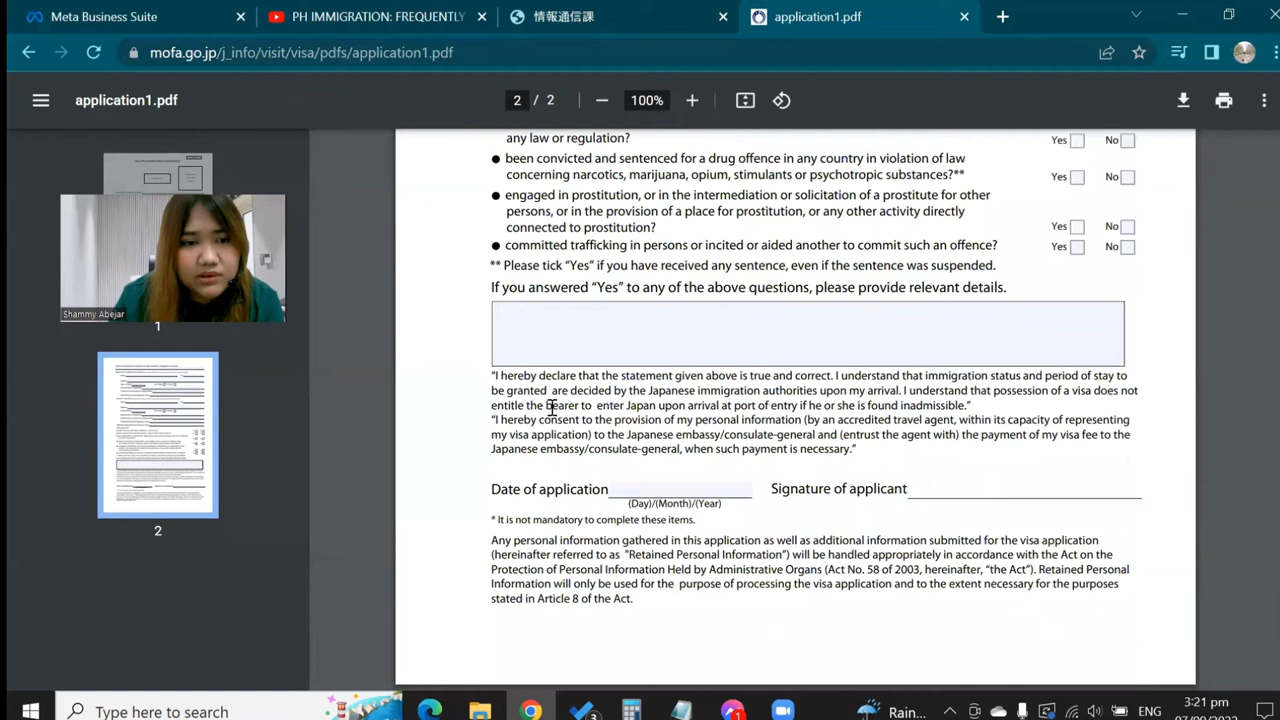 Meta Business Suite
PH IMMIGRATION: FREQUENTLY
情報通信課
application1.pdf
mofa.go.jp/j_info/visit/visa/pdfs/application1.pdf
application1.pdf
2 / 2
100%
any law or regulation?
Yes No
● been convicted and sentenced for a drug offence in any country in violation of law
concerning narcotics, marijuana, opium, stimulants or psychotropic substances?**
Yes No
● engaged in prostitution, or in the intermediation or solicitation of a prostitute for other
persons, or in the provision of a place for prostitution, or any other activity directly
connected to prostitution?
Yes No
● committed trafficking in persons or incited or aided another to commit such an offence?
Yes No
** Please tick “Yes” if you have received any sentence, even if the sentence was suspended.
If you answered “Yes” to any of the above questions, please provide relevant details.
“I hereby declare that the statement given above is true and correct. I understand that immigration status and period of stay to
be granted are decided by the Japanese immigration authorities upon my arrival. I understand that possession of a visa does not
entitle the bearer to enter Japan upon arrival at port of entry if he or she is found inadmissible.”
“I hereby consent to the provision of my personal information (by an accredited travel agent, within its capacity of representing
my visa application) to the Japanese embassy/consulate-general and (entrust the agent with) the payment of my visa fee to the
Japanese embassy/consulate-general, when such payment is necessary.”
Date of application
Signature of applicant
(Day)/(Month)/(Year)
* It is not mandatory to complete these items.
Any personal information gathered in this application as well as additional information submitted for the visa application
(hereinafter referred to as "Retained Personal Information”) will be handled appropriately in accordance with the Act on the
Protection of Personal Information Held by Administrative Organs (Act No. 58 of 2003, hereinafter, “the Act”). Retained Personal
Information will only be used for the purpose of processing the visa application and to the extent necessary for the purposes
stated in Article 8 of the Act.
Shammy Abejar
1
2
Type here to search
3
1
Rain...
ENG
3:21 pm